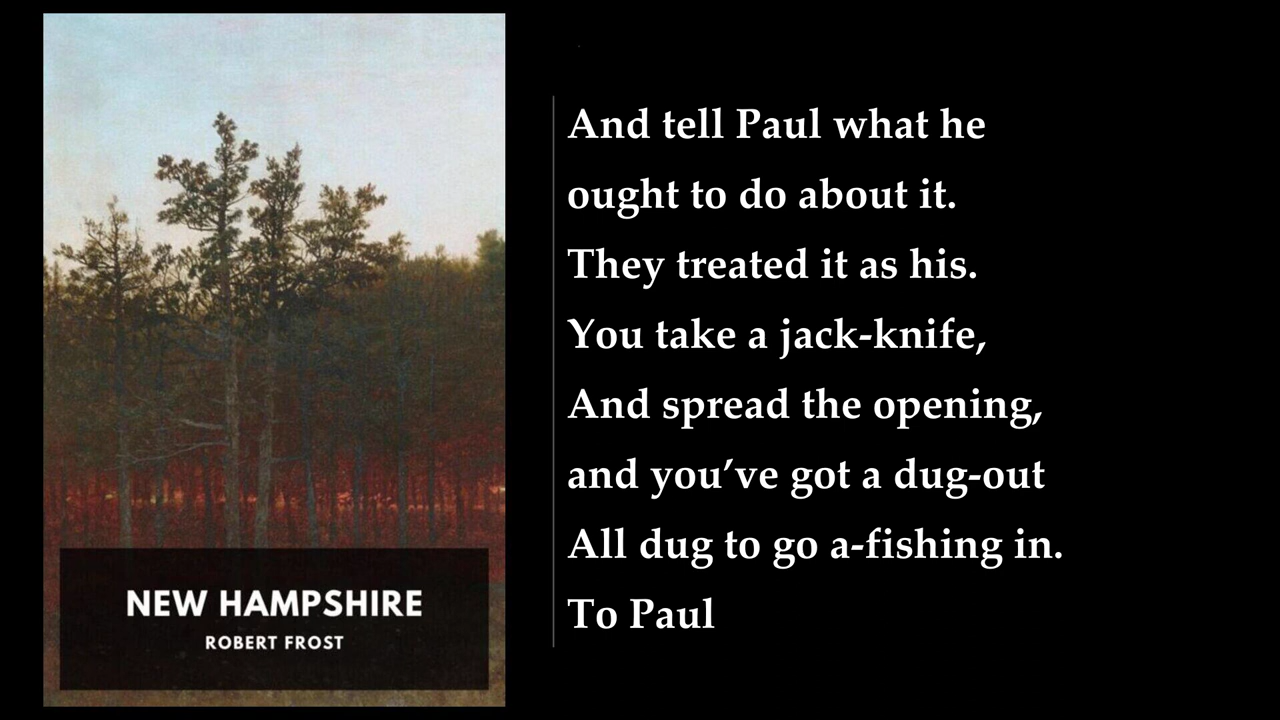 NEW HAMPSHIRE
ROBERT FROST
And tell Paul what he
ought to do about it.
They treated it as his.
You take a jack-knife,
And spread the opening,
and you’ve got a dug-out
All dug to go a-fishing in.
To Paul